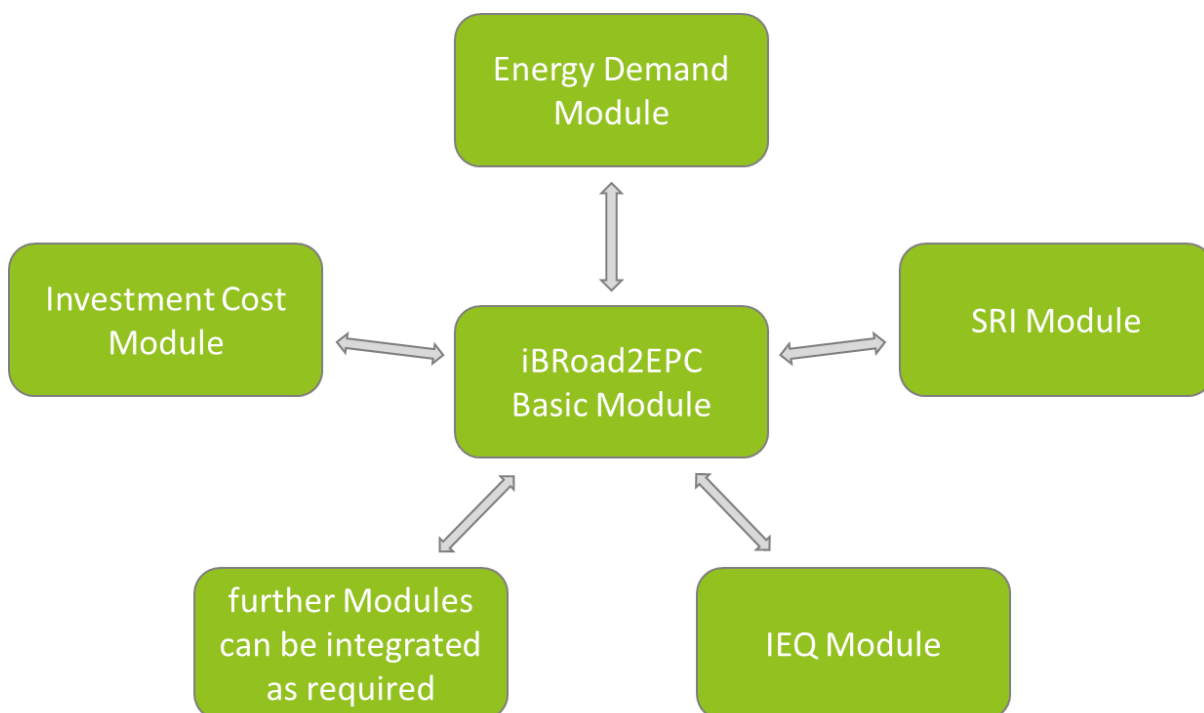 Energy Demand
Module
Investment Cost
Module
SRI Module
iBRoad2EPC
Basic Module
further Modules
can be integrated
as required
IEQ Module